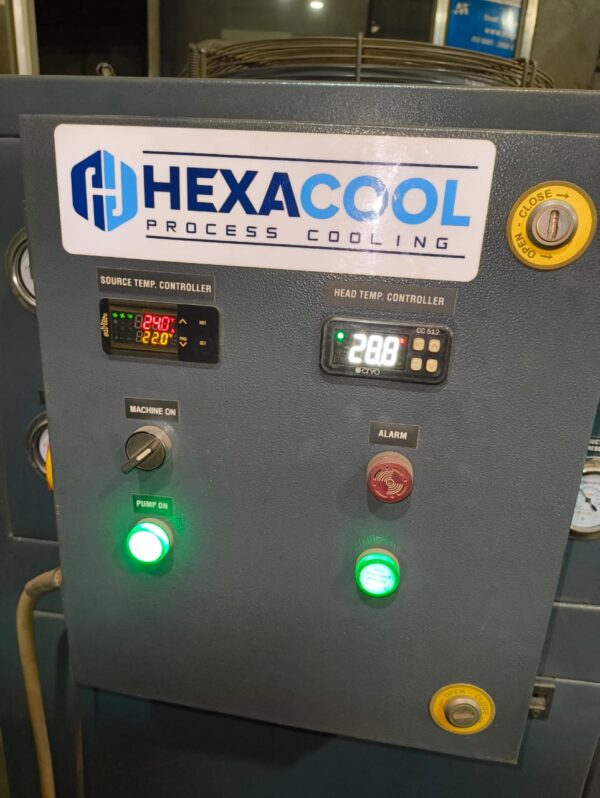 HEXACOOL
PROCESS COOLING
OPEN - CLOSE
SOURCE TEMP. CONTROLLER
HEAD TEMP. CONTROLLER
24.0
22.0
SET
CC 512
28.8
°C
CRYO
MACHINE ON
ALARM
PUMP ON
OPEN - CLOSE